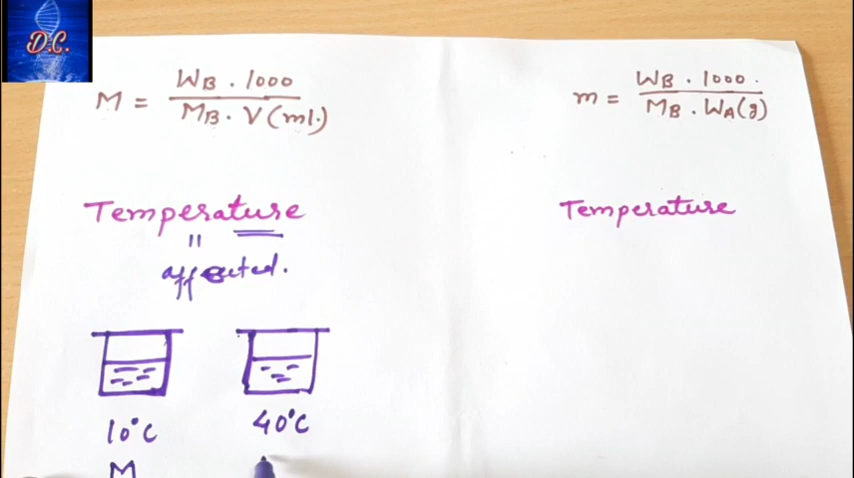 D.C.
M = WB . 1000 / MB . V (ml.)
m = WB . 1000 . / MB . WA (g)
Temperature
"
affected.
Temperature
10°C
40°C
M